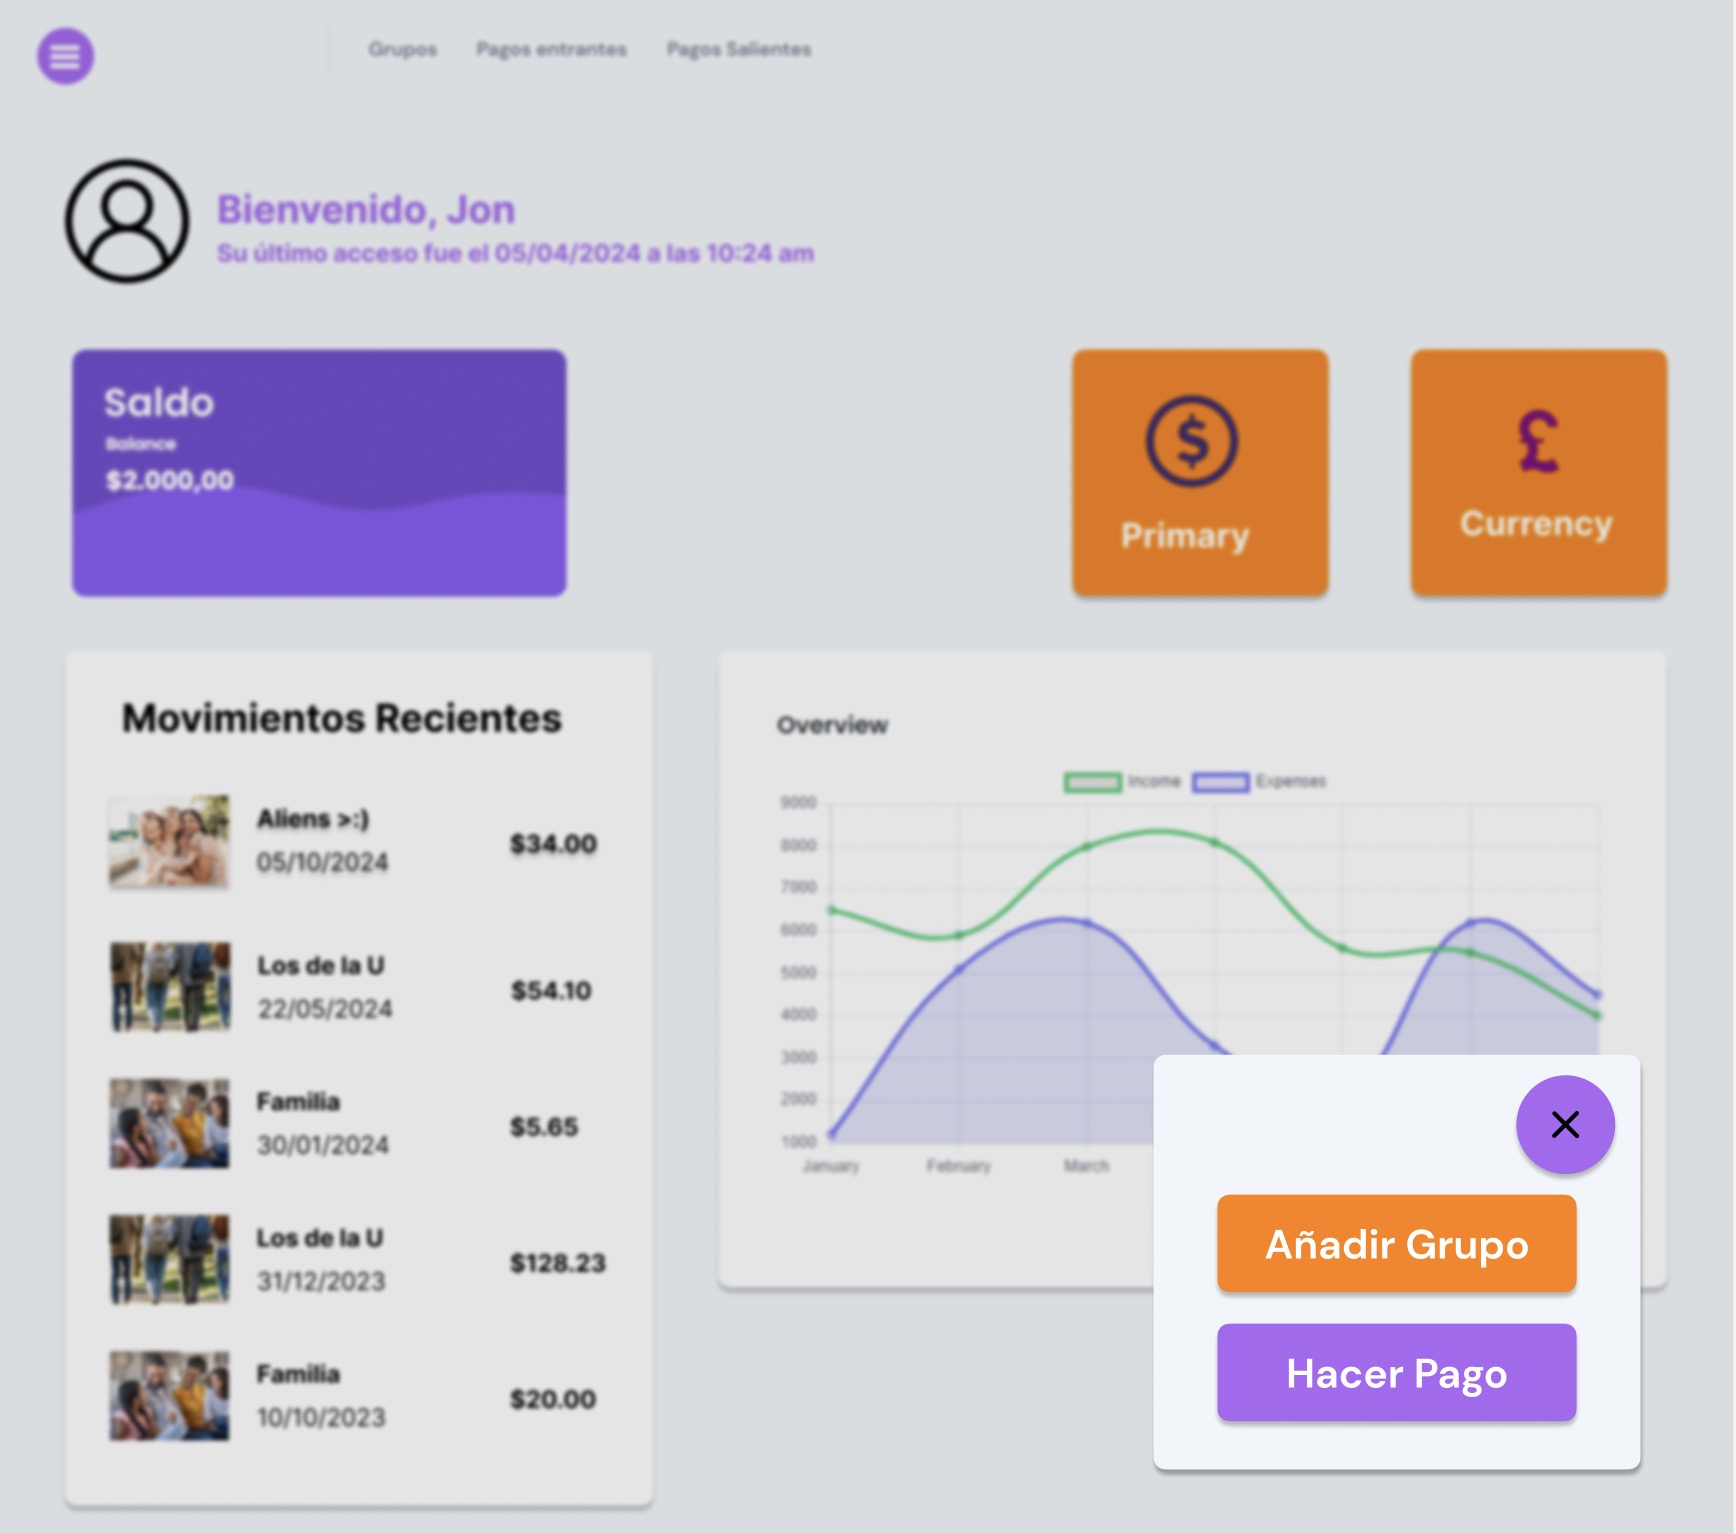 Grupos Pagos entrantes Pagos Salientes
Bienvenido, Jon
Su último acceso fue el 05/04/2024 a las 10:24 am
Saldo
Balance
$2.000,00
$
Primary
£
Currency
Movimientos Recientes
Aliens >:)
05/10/2024
$34.00
Los de la U
22/05/2024
$54.10
Familia
30/01/2024
$5.65
Los de la U
31/12/2023
$128.23
Familia
10/10/2023
$20.00
Overview
Income Expenses
9000
8000
7000
6000
5000
4000
3000
2000
1000
January February March
Añadir Grupo
Hacer Pago